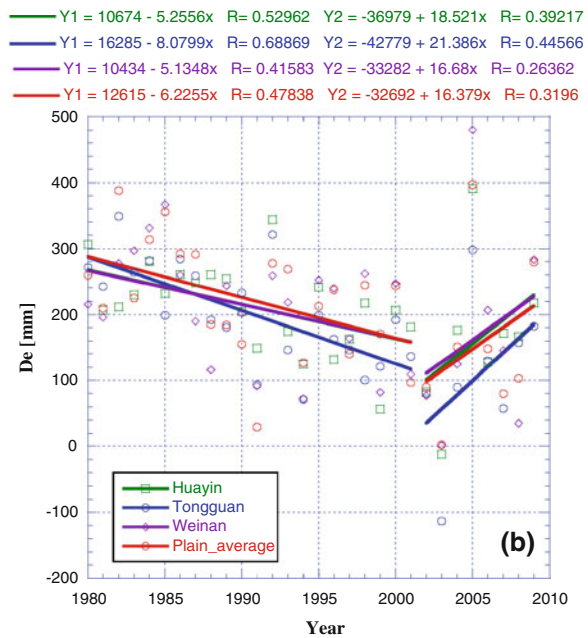 Y1 = 10674 - 5.2556x R= 0.52962 Y2 = -36979 + 18.521x R= 0.39217
Y1 = 16285 - 8.0799x R= 0.68869 Y2 = -42779 + 21.386x R= 0.44566
Y1 = 10434 - 5.1348x R= 0.41583 Y2 = -33282 + 16.68x R= 0.26362
Y1 = 12615 - 6.2255x R= 0.47838 Y2 = -32692 + 16.379x R= 0.3196
500
400
300
200
100
0
-100
-200
De [mm]
Huayin
Tongguan
Weinan
Plain_average
(b)
1980 1985 1990 1995 2000 2005 2010
Year